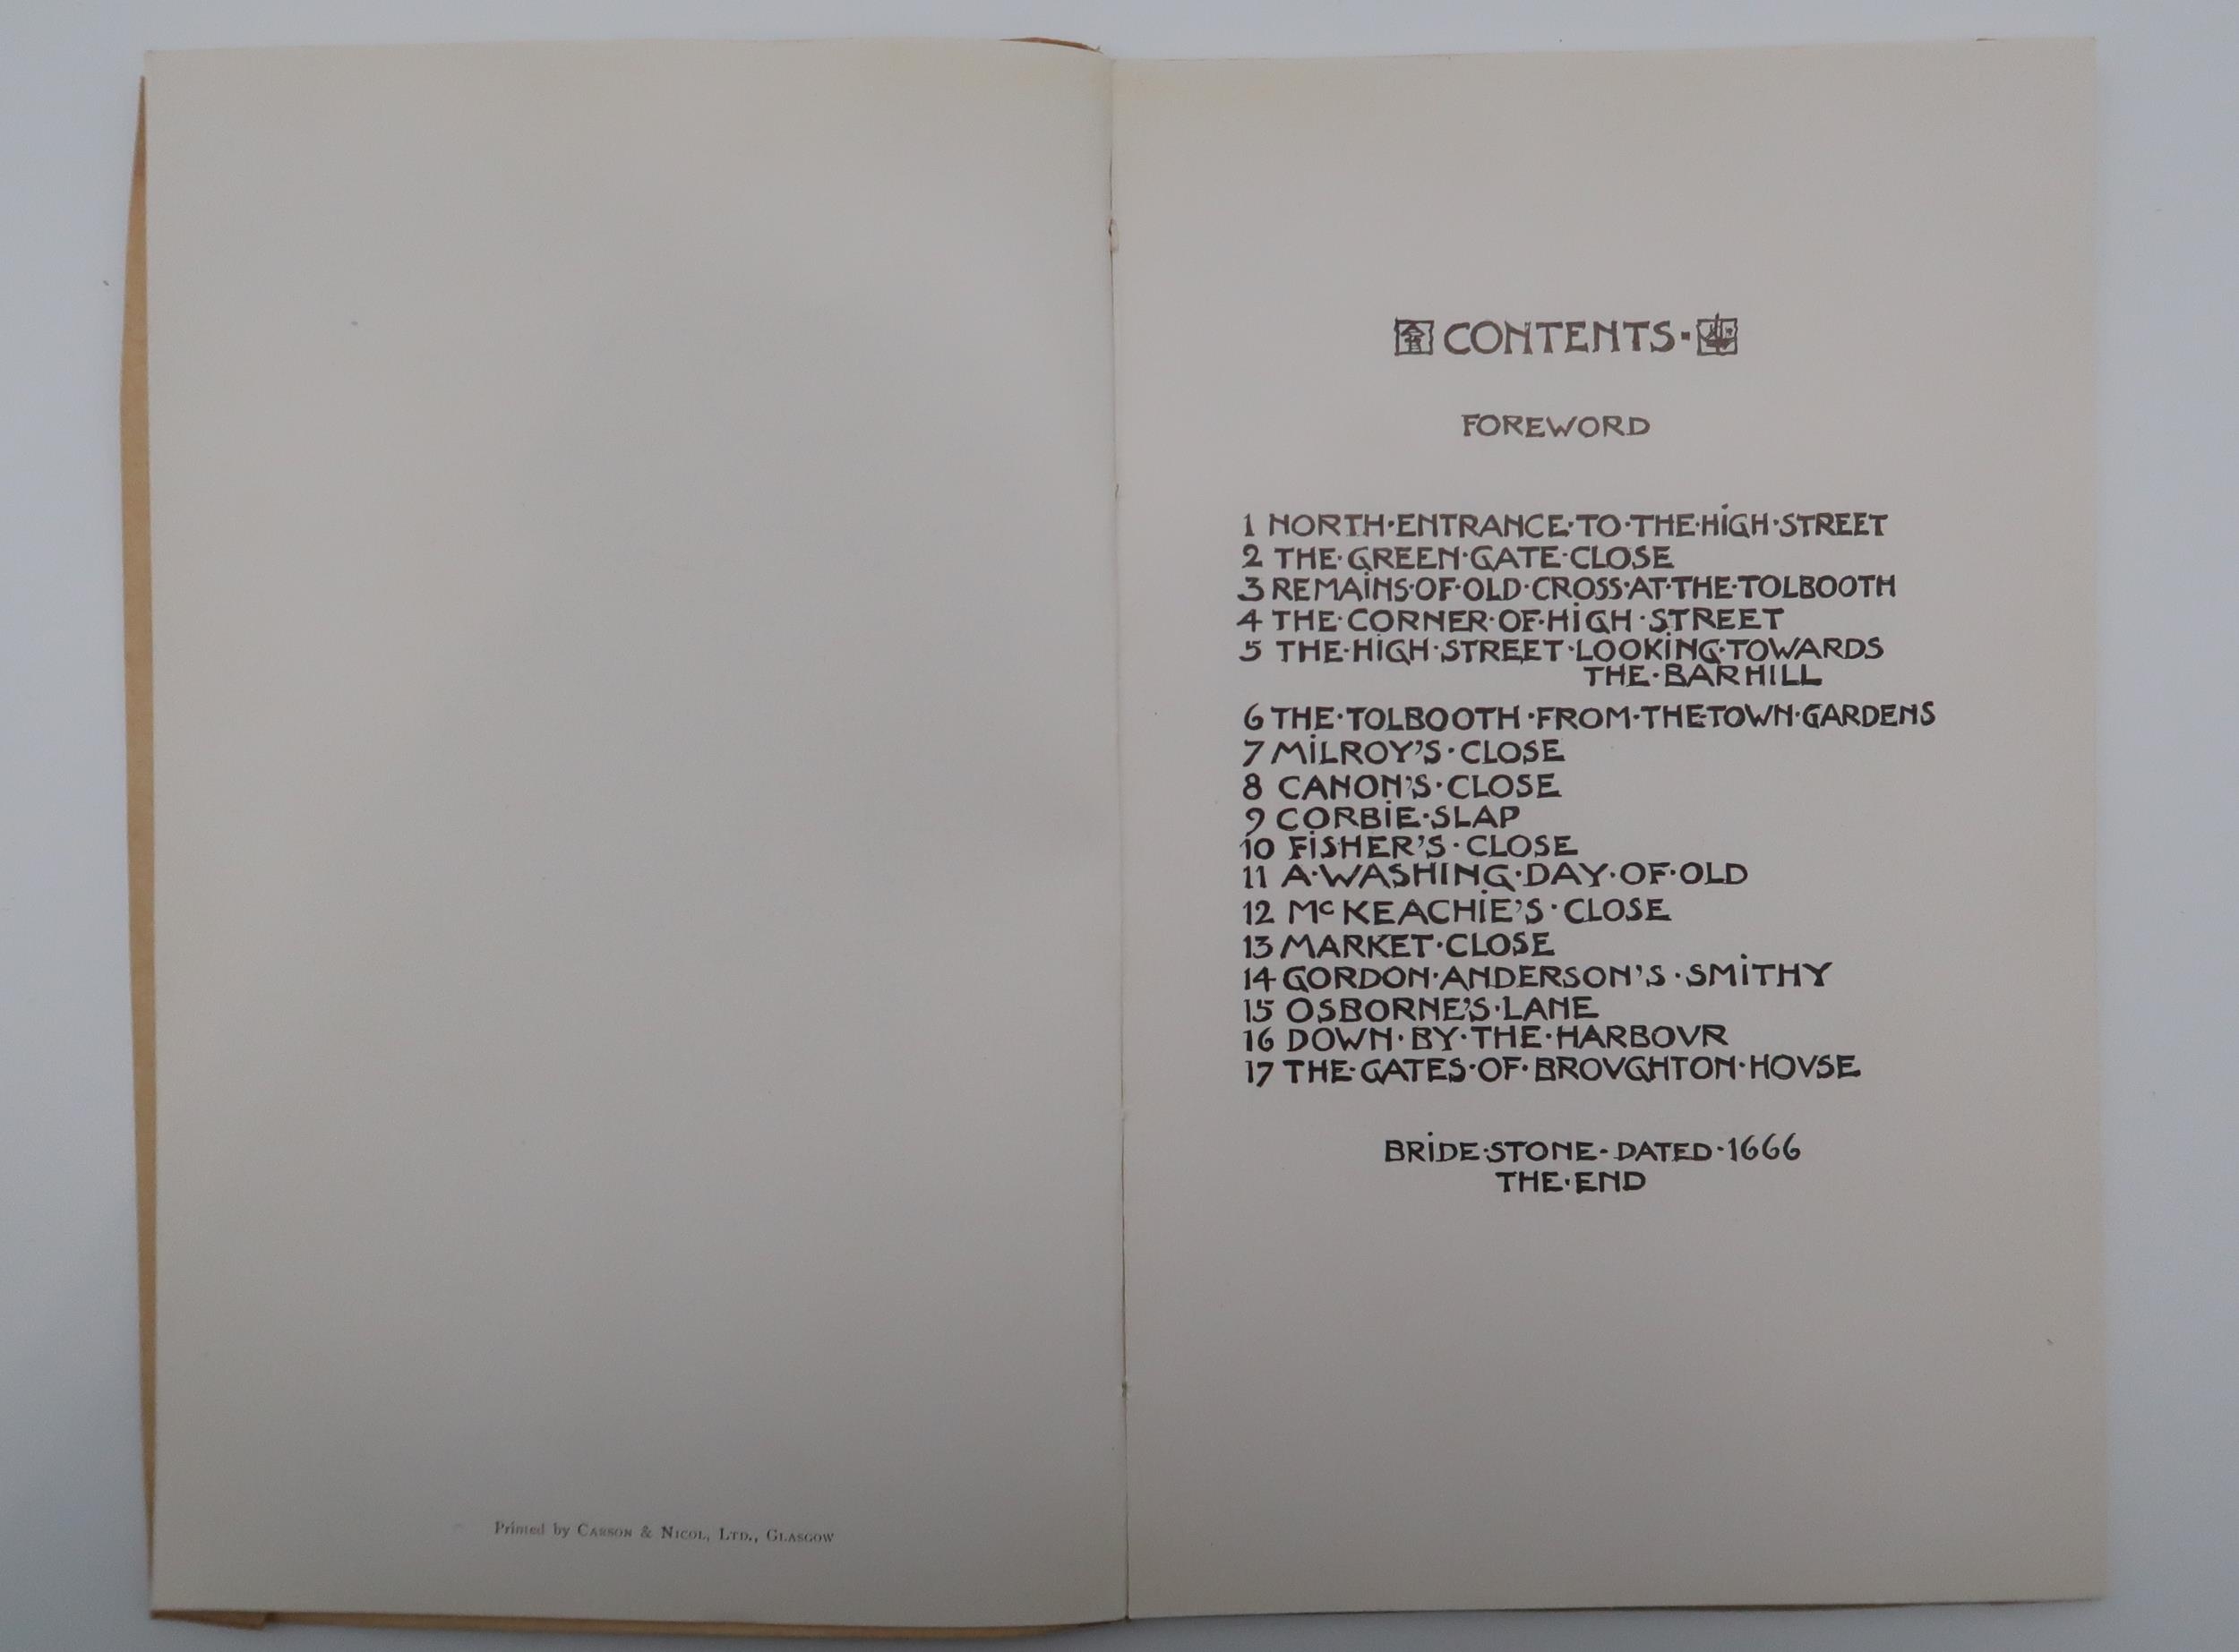 Printed by Carson & Nicol, Ltd., Glasgow
CONTENTS·
FOREWORD
1 NORTH·ENTRANCE·TO·THE·HiGH·STREET
2 THE·GREEN·GATE·CLOSE
3 REMAiNS·OF·OLD·CROSS·AT·THE·TOLBOOTH
4 THE·CORNER·OF·HiGH·STREET
5 THE·HiGH·STREET·LOOKiNG·TOWARDS
THE·BARHILL
6 THE·TOLBOOTH·FROM·THE·TOWN·GARDENS
7 MiLROY'S·CLOSE
8 CANON'S·CLOSE
9 CORBiE·SLAP
10 FiSHER'S·CLOSE
11 A·WASHING·DAY·OF·OLD
12 McKEACHiE'S·CLOSE
13 MARKET·CLOSE
14 GORDON·ANDERSON'S·SMiTHY
15 OSBORNE'S·LANE
16 DOWN·BY·THE·HARBOVR
17 THE·GATES·OF·BROVGHTON·HOVSE
BRiDE·STONE·DATED·1666
THE·END